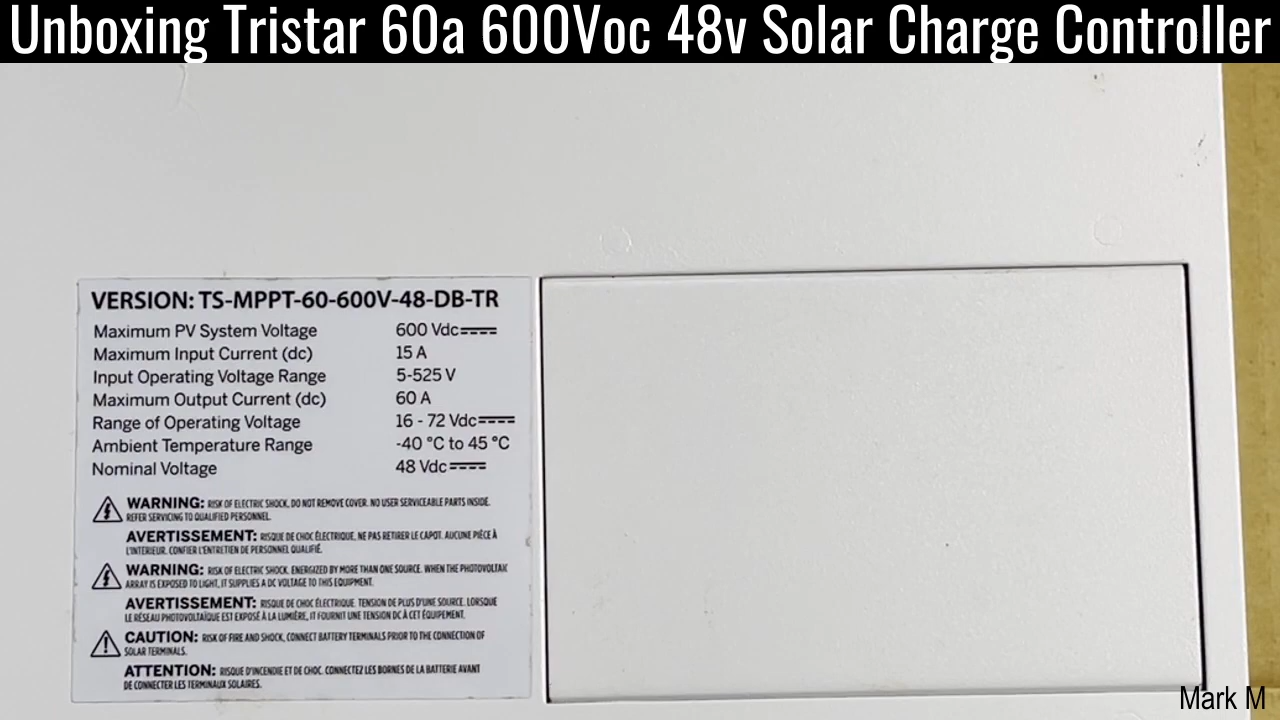 Unboxing Tristar 60a 600Voc 48v Solar Charge Controller
VERSION: TS-MPPT-60-600V-48-DB-TR
Maximum PV System Voltage 600 Vdc
Maximum Input Current (dc) 15 A
Input Operating Voltage Range 5-525 V
Maximum Output Current (dc) 60 A
Range of Operating Voltage 16 - 72 Vdc
Ambient Temperature Range -40 °C to 45 °C
Nominal Voltage 48 Vdc
WARNING: RISK OF ELECTRIC SHOCK, DO NOT REMOVE COVER. NO USER SERVICEABLE PARTS INSIDE.
REFER SERVICING TO QUALIFIED PERSONNEL.
AVERTISSEMENT: RISQUE DE CHOC ÉLECTRIQUE. NE PAS RETIRER LE CAPOT. AUCUNE PIÈCE À
L'INTERIEUR. CONFIER L'ENTRETIEN DE PERSONNEL QUALIFIÉ.
WARNING: RISK OF ELECTRIC SHOCK. ENERGIZED BY MORE THAN ONE SOURCE. WHEN THE PHOTOVOLTAIC
ARRAY IS EXPOSED TO LIGHT, IT SUPPLIES A DC VOLTAGE TO THIS EQUIPMENT.
AVERTISSEMENT: RISQUE DE CHOC ÉLECTRIQUE. TENSION DE PLUS D'UNE SOURCE. LORSQUE
LE RÉSEAU PHOTOVOLTAÏQUE EST EXPOSÉ À LA LUMIÈRE, IT FOURNIT UNE TENSION DC À CET ÉQUIPEMENT.
CAUTION: RISK OF FIRE AND SHOCK, CONNECT BATTERY TERMINALS PRIOR TO THE CONNECTION OF
SOLAR TERMINALS.
ATTENTION: RISQUE D'INCENDIE ET DE CHOC. CONNECTEZ LES BORNES DE LA BATTERIE AVANT
DE CONNECTER LES TERMINAUX SOLAIRES.
Mark M